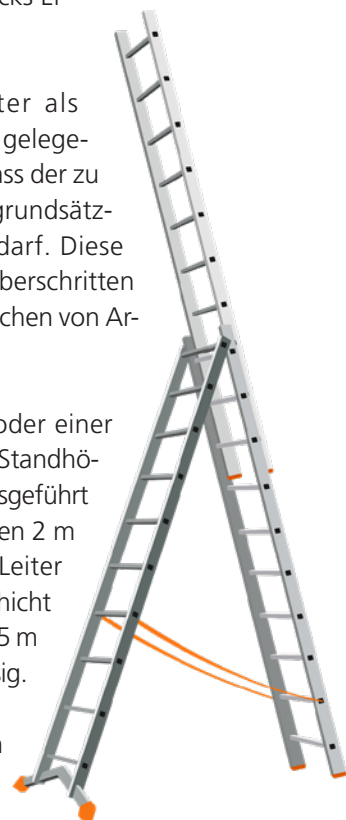 ter als
gelege-
ass der zu
grundsätz-
darf. Diese
berschritten
chen von Ar-
oder einer
Standhö-
sgeführt
en 2 m
Leiter
hicht
5 m
ig.